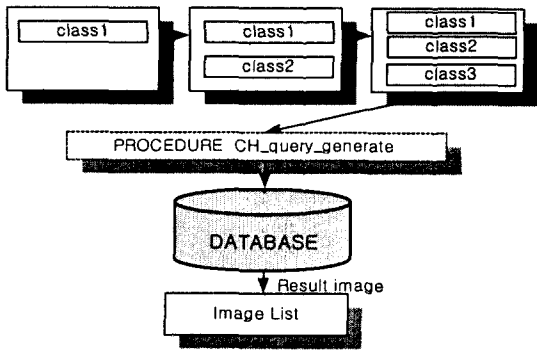 class1
class1
class2
class1
class2
class3
PROCEDURE CH_query_generate
DATABASE
Result image
Image List